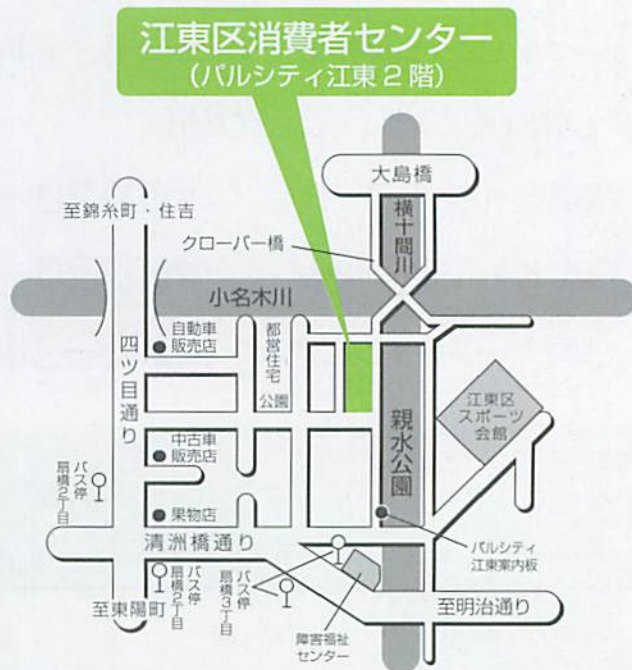 江東区消費者センター
(パルシティ江東2階)
大島橋
至錦糸町・住吉
横十間川
クローバー橋
小名木川
自動車
販売店
都営住宅
公園
四ツ目通り
江東区
スポーツ
会館
親水公園
中古車
販売店
バス停
扇橋2丁目
果物店
清洲橋通り
パルシティ
江東案内板
バス停
扇橋2丁目
バス停
扇橋3丁目
至東陽町
至明治通り
障害福祉
センター